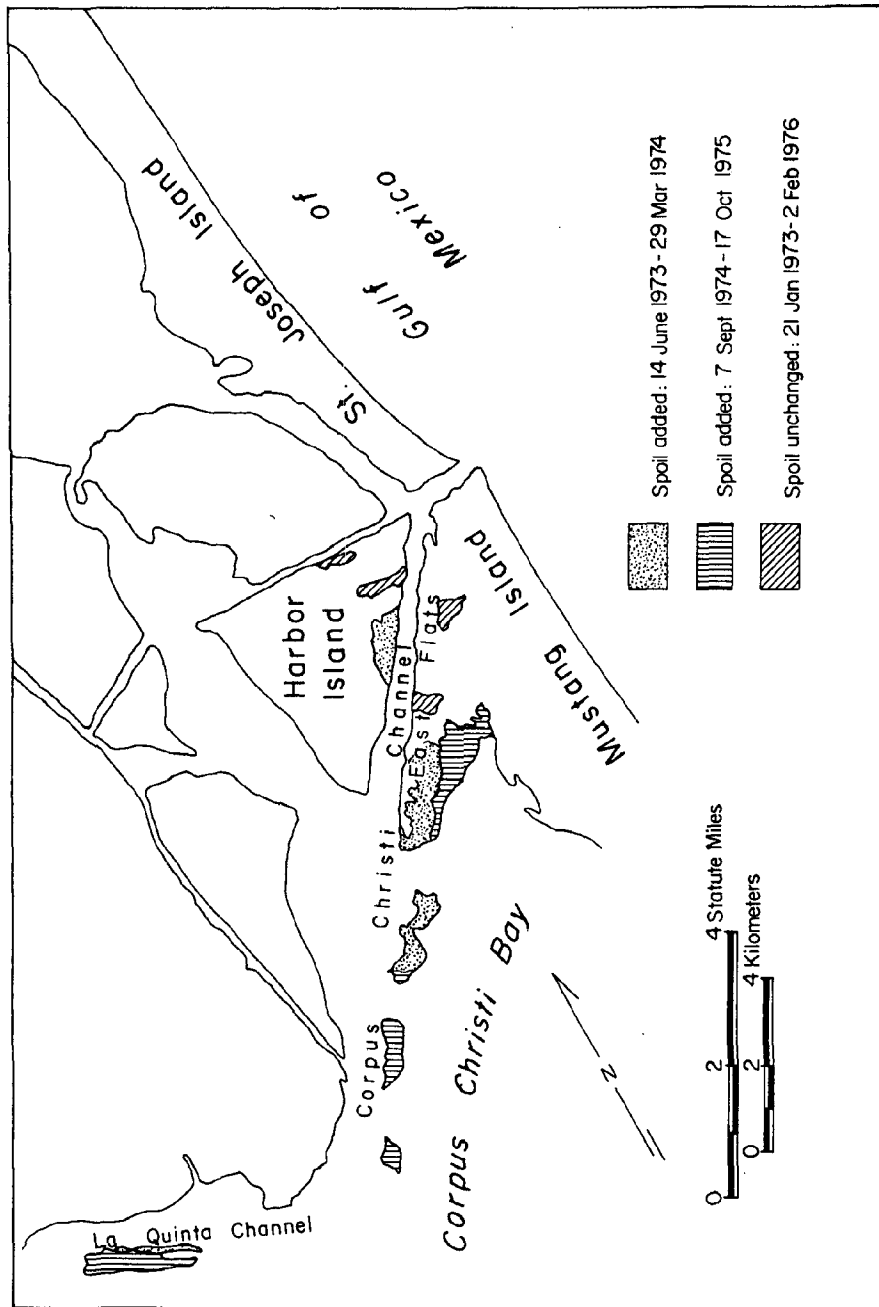 La Quinta Channel
Corpus Christi Channel
Corpus Christi Bay
Harbor
Island
East Flats
St. Joseph Island
Mustang Island
Gulf of
Mexico
Spoil added: 14 June 1973-29 Mar 1974
Spoil added: 7 Sept 1974-17 Oct 1975
Spoil unchanged: 21 Jan 1973-2 Feb 1976
N
0 2 4 Statute Miles
0 2 4 Kilometers